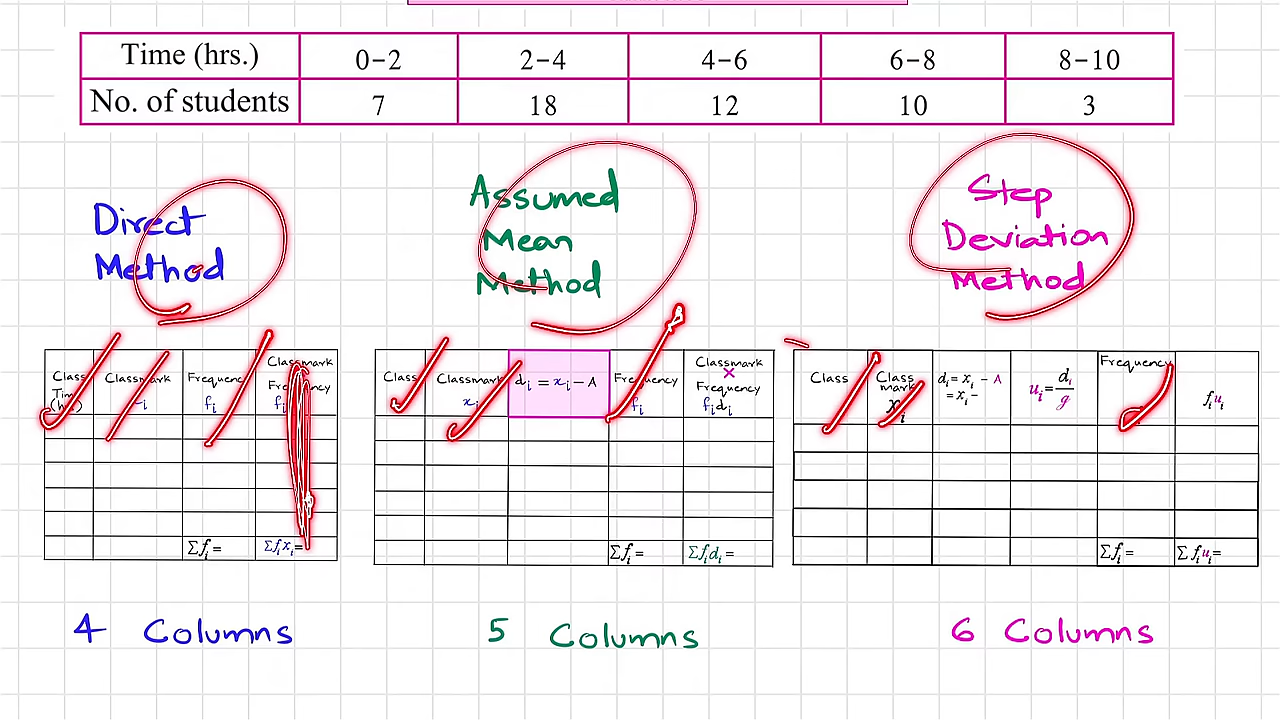 Time (hrs.) 0-2 2-4 4-6 6-8 8-10
No. of students 7 18 12 10 3
Direct
Method
Assumed
Mean
Method
Step
Deviation
Method
Class
Time
Classmark
Frequency
fi
Classmark
Σfi=
Σfixi=
Class
Classmark
xi
di = xi - A
Frequency
fi
Classmark
×
Frequency
fidi
Σfi=
Σfidi=
Class
Class
mark
xi
di = xi - A
= xi -
ui = di/g
Frequency
fiui
Σfi=
Σfiui=
4 Columns
5 Columns
6 Columns